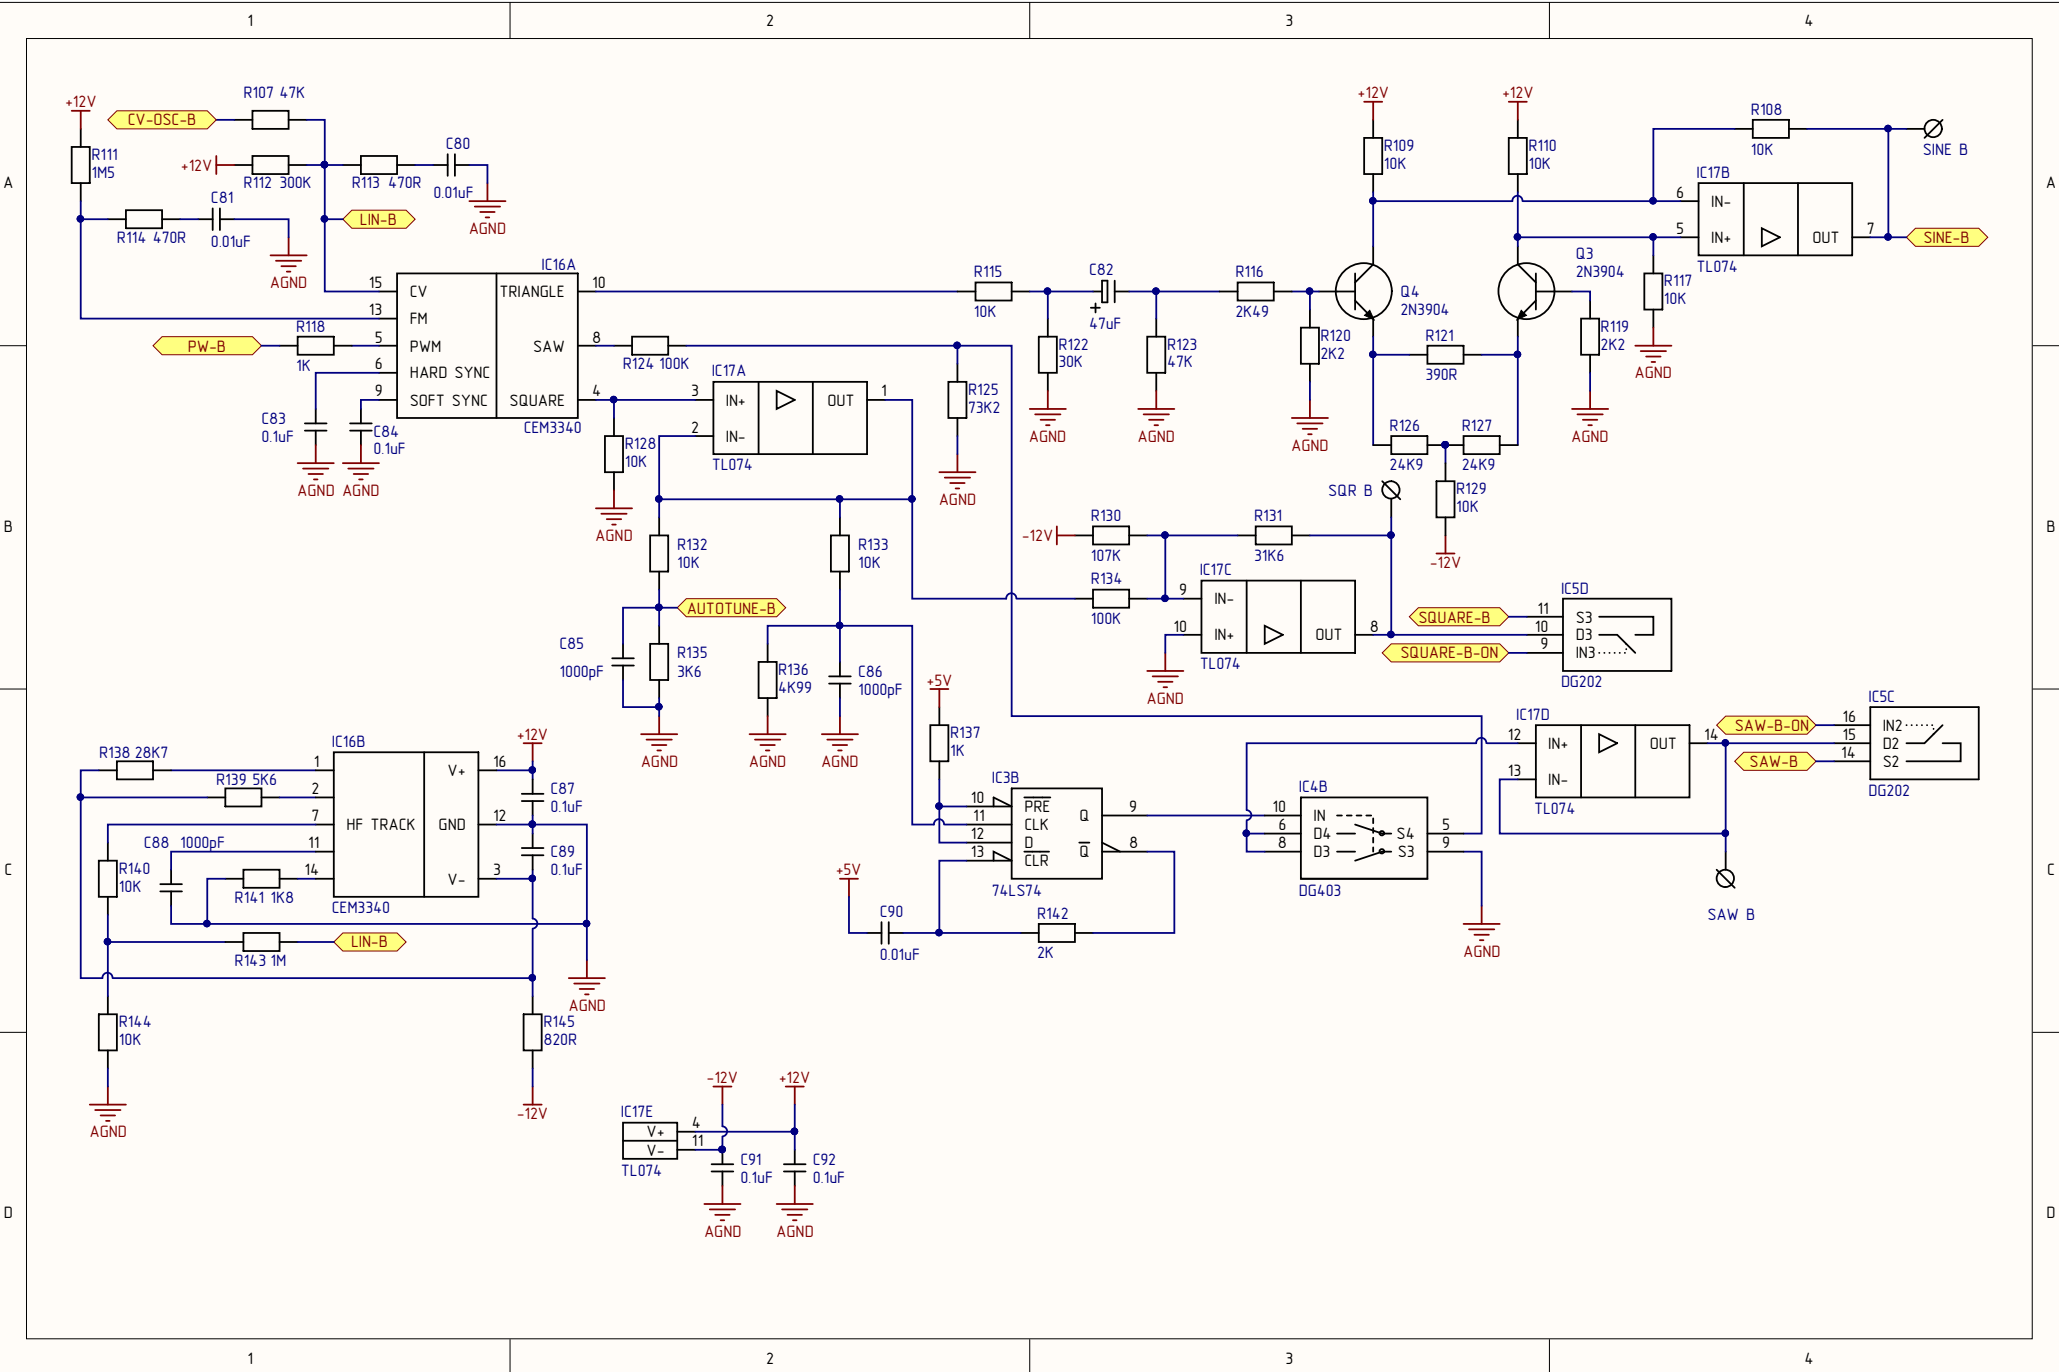 1 2 3 4
A A
B B
C C
D D
1 2 3 4
+12V
CV-OSC-B
R107 47K
R111
1M5
+12V
R112 300K
R113 470R
C80
0.01uF
AGND
C81
R114 470R
0.01uF
AGND
LIN-B
IC16A
15 CV
13 FM
5 PWM
6 HARD SYNC
9 SOFT SYNC
TRIANGLE 10
SAW 8
SQUARE 4
CEM3340
PW-B
R118
1K
C83
0.1uF
AGND
C84
0.1uF
AGND
R124 100K
IC17A
3 IN+
2 IN-
OUT 1
TL074
R128
10K
AGND
R125
73K2
AGND
R115
10K
R122
30K
AGND
C82
+
47uF
R123
47K
AGND
R116
2K49
R120
2K2
AGND
+12V
R109
10K
+12V
R110
10K
Q4
2N3904
Q3
2N3904
R121
390R
R119
2K2
AGND
R126
24K9
R127
24K9
R129
10K
-12V
R117
10K
AGND
R108
10K
IC17B
6 IN-
5 IN+
OUT 7
TL074
SINE B
SINE-B
R132
10K
AUTOTUNE-B
C85
1000pF
R135
3K6
AGND
R133
10K
R136
4K99
AGND
C86
1000pF
AGND
-12V
R130
107K
R134
100K
R131
31K6
SQR B
IC17C
9 IN-
10 IN+
OUT 8
TL074
AGND
SQUARE-B
SQUARE-B-ON
IC5D
11 S3
10 D3
9 IN3
DG202
+5V
R137
1K
IC3B
10 PRE
11 CLK
12 D
13 CLR
Q 9
Q 8
74LS74
+5V
C90
0.01uF
R142
2K
IC4B
10 IN
6 D4
8 D3
S4 5
S3 9
DG403
AGND
IC17D
12 IN+
13 IN-
OUT 14
TL074
SAW B
SAW-B-ON
SAW-B
IC5C
16 IN2
15 D2
14 S2
DG202
R138 28K7
R139 5K6
IC16B
1
2
7
11
14
HF TRACK
V+ 16
GND 12
V- 3
CEM3340
C88 1000pF
R140
10K
R141 1K8
R143 1M
LIN-B
R144
10K
AGND
+12V
C87
0.1uF
C89
0.1uF
AGND
R145
820R
-12V
IC17E
V+ 4
V- 11
TL074
-12V
+12V
C91
0.1uF
AGND
C92
0.1uF
AGND